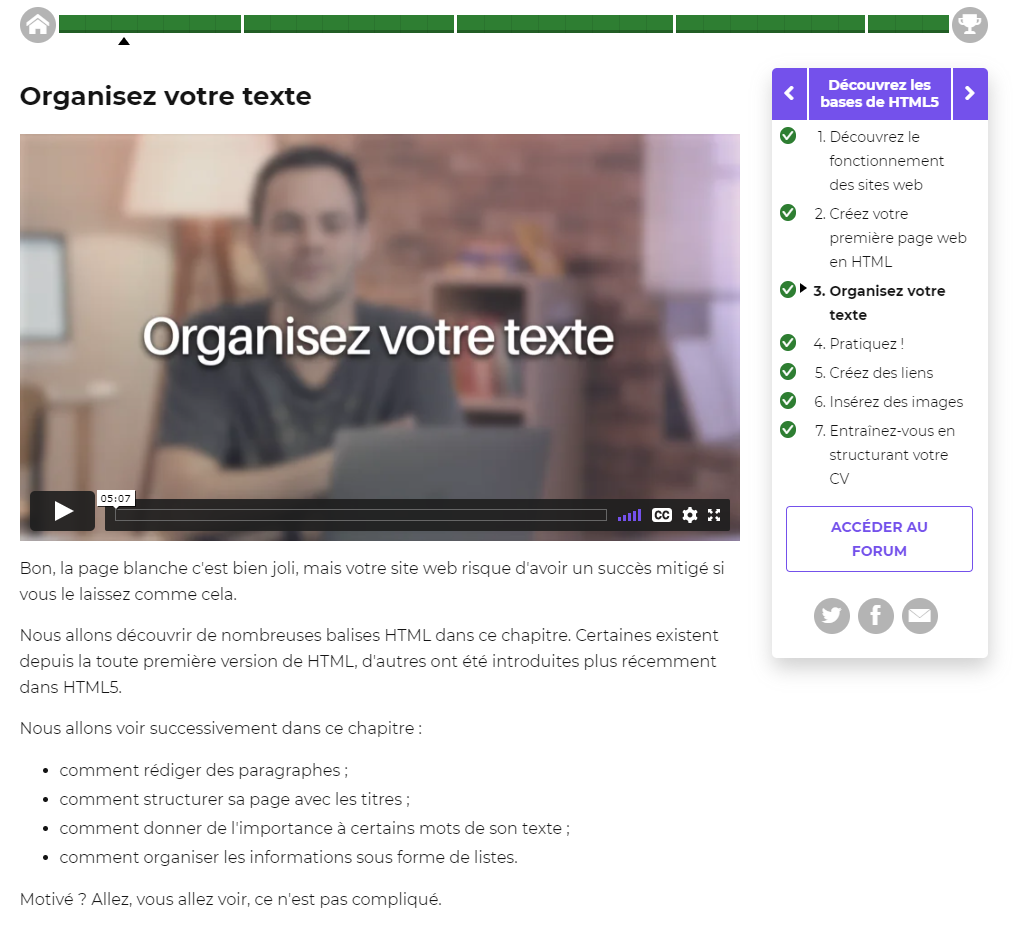 Organisez votre texte
Organisez votre texte
05:07
CC
Bon, la page blanche c'est bien joli, mais votre site web risque d'avoir un succès mitigé si
vous le laissez comme cela.
Nous allons découvrir de nombreuses balises HTML dans ce chapitre. Certaines existent
depuis la toute première version de HTML, d'autres ont été introduites plus récemment
dans HTML5.
Nous allons voir successivement dans ce chapitre :
• comment rédiger des paragraphes ;
• comment structurer sa page avec les titres ;
• comment donner de l'importance à certains mots de son texte ;
• comment organiser les informations sous forme de listes.
Motivé ? Allez, vous allez voir, ce n'est pas compliqué.
Découvrez les
bases de HTML5
1. Découvrez le
fonctionnement
des sites web
2. Créez votre
première page web
en HTML
3. Organisez votre
texte
4. Pratiquez !
5. Créez des liens
6. Insérez des images
7. Entraînez-vous en
structurant votre
CV
ACCÉDER AU
FORUM